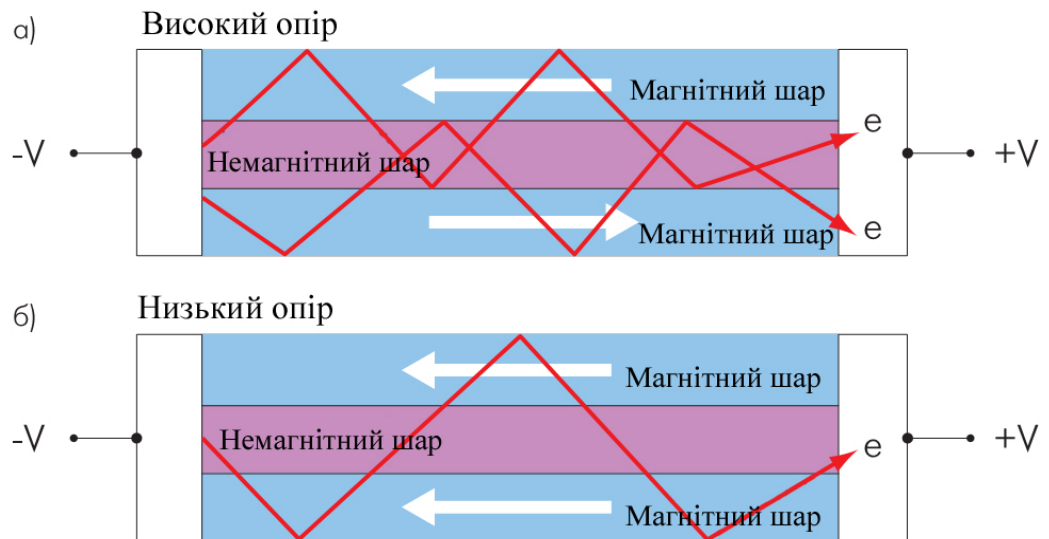 а)
Високий опір
Магнітний шар
e
-V
Немагнітний шар
+V
Магнітний шар
e
б)
Низький опір
Магнітний шар
-V
Немагнітний шар
e
+V
Магнітний шар